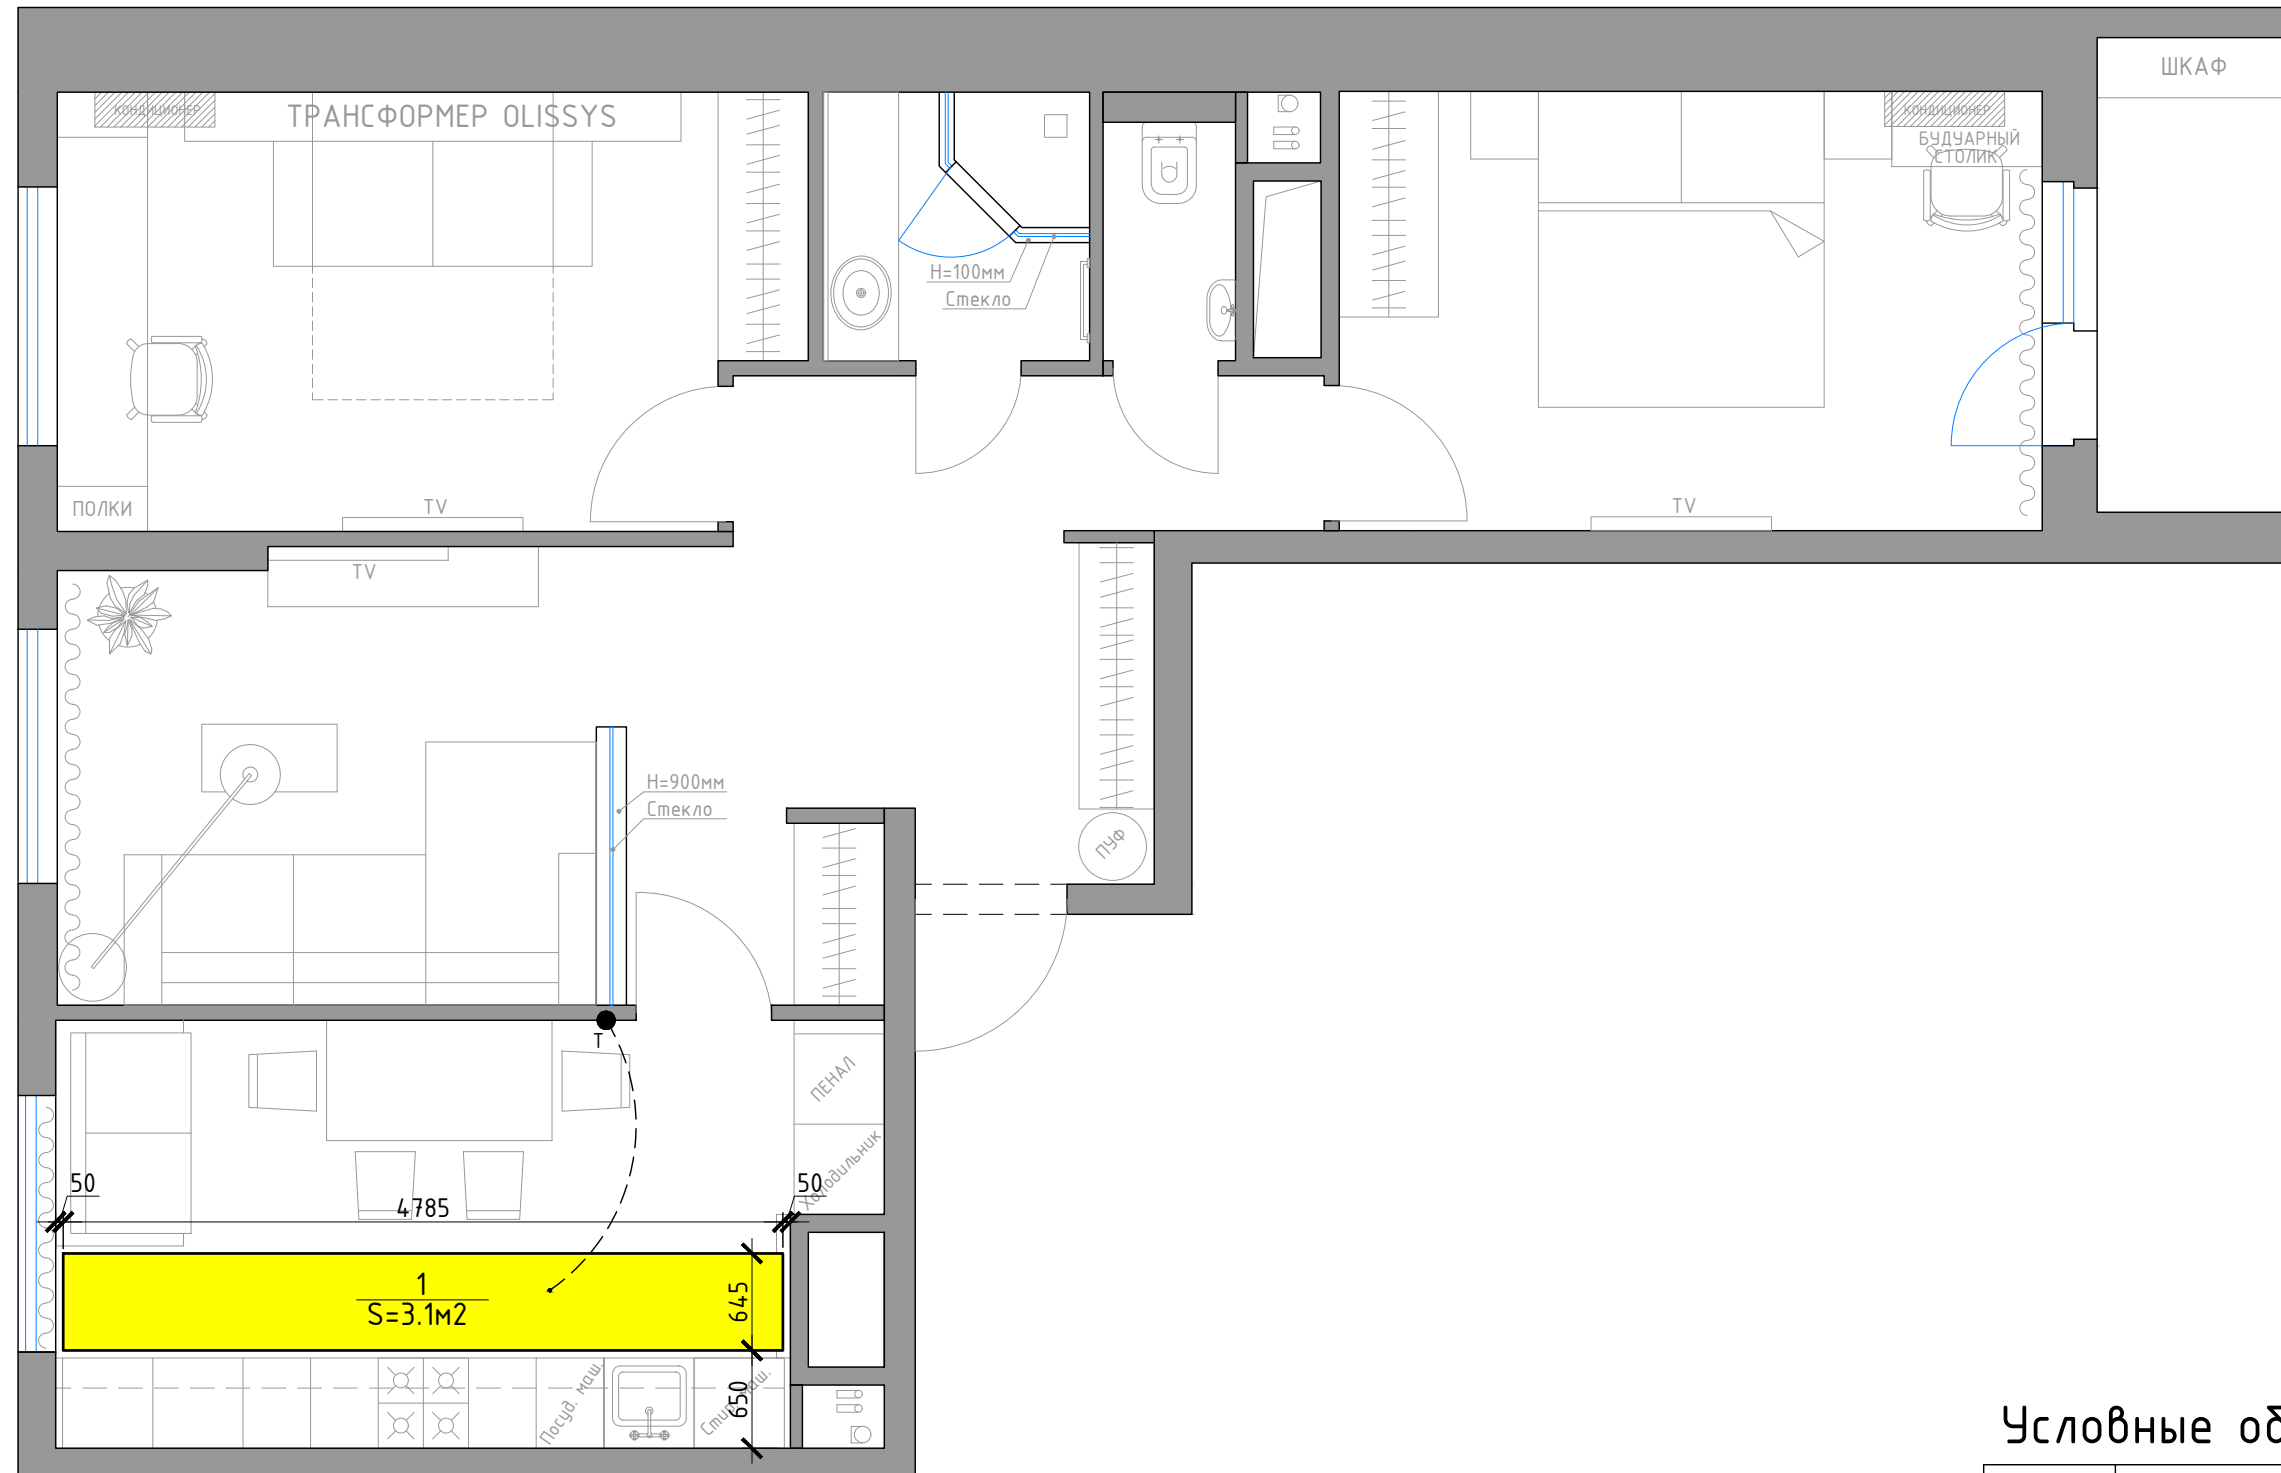 ШКАФ
КОНДИЦИОНЕР
ТРАНСФОРМЕР OLISSYS
КОНДИЦИОНЕР
БУДУАРНЫЙ
СТОЛИК
H=100мм
Стекло
ПОЛКИ
TV
TV
TV
H=900мм
Стекло
ПУФ
Т
ПЕНАЛ
Холодильник
50
4785
50
1
S=3.1м2
645
Посуд. маш.
Стир. маш.
650
Условные об